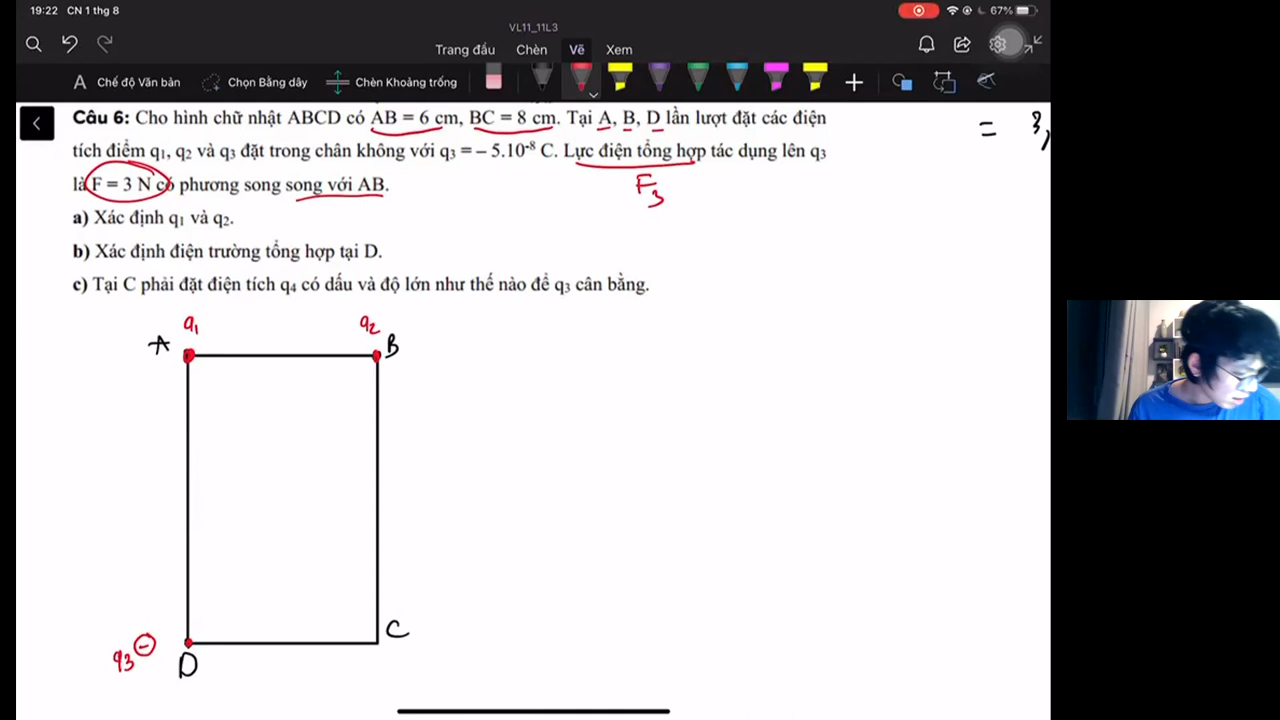 19:22 CN 1 thg 8
67%
VL11_11L3
Trang đầu Chèn Vẽ Xem
A Chế độ Văn bản Chọn Bằng dây Chèn Khoảng trống
Câu 6: Cho hình chữ nhật ABCD có AB = 6 cm, BC = 8 cm. Tại A, B, D lần lượt đặt các điện
tích điểm q₁, q₂ và q₃ đặt trong chân không với q₃ = – 5.10⁻⁸ C. Lực điện tổng hợp tác dụng lên q₃
là F = 3 N có phương song song với AB.
= 3,
F₃
a) Xác định q₁ và q₂.
b) Xác định điện trường tổng hợp tại D.
c) Tại C phải đặt điện tích q₄ có dấu và độ lớn như thế nào để q₃ cân bằng.
q₁ q₂
A B
C
q₃ −
D